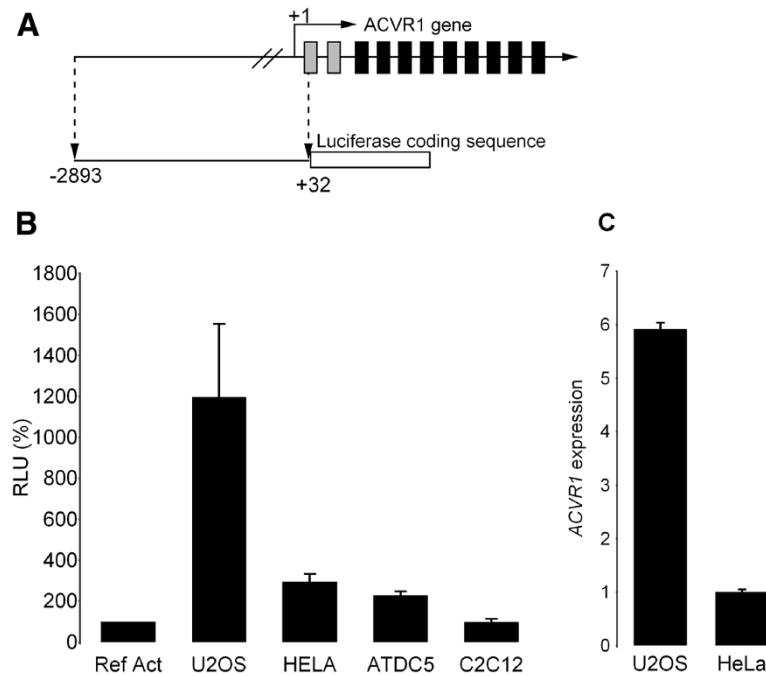 A
+1
ACVR1 gene
Luciferase coding sequence
-2893
+32
B
1800
1600
1400
1200
1000
800
600
400
200
0
RLU (%)
Ref Act
U2OS
HELA
ATDC5
C2C12
C
7
6
5
4
3
2
1
0
ACVR1 expression
U2OS
HeLa